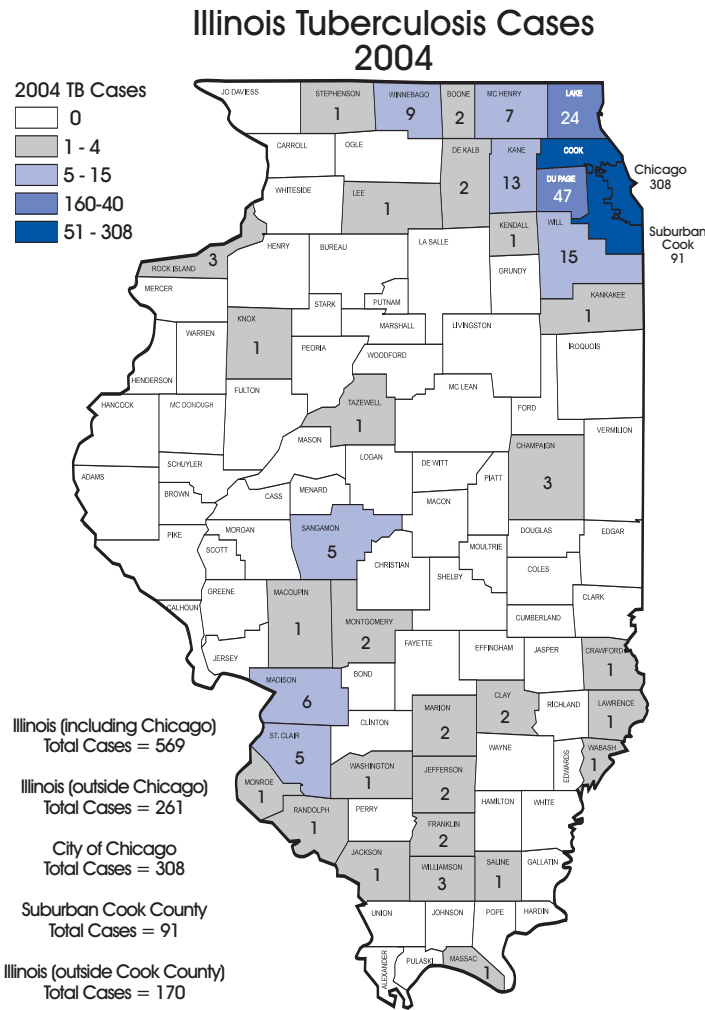 Illinois Tuberculosis Cases
2004
2004 TB Cases
0
1 - 4
5 - 15
160-40
51 - 308
JO DAVIESS
STEPHENSON
1
WINNEBAGO
9
BOONE
2
MC HENRY
7
LAKE
24
CARROLL
OGLE
DE KALB
2
KANE
13
COOK
DU PAGE
47
Chicago
308
Suburban
Cook
91
WHITESIDE
LEE
1
KENDALL
1
WILL
15
ROCK ISLAND
3
HENRY
BUREAU
LA SALLE
GRUNDY
MERCER
KANKAKEE
1
STARK
PUTNAM
KNOX
1
MARSHALL
LIVINGSTON
WARREN
PEORIA
WOODFORD
IROQUOIS
HENDERSON
FULTON
MC LEAN
HANCOCK
MC DONOUGH
TAZEWELL
1
FORD
VERMILION
MASON
CHAMPAIGN
3
LOGAN
SCHUYLER
DE WITT
ADAMS
PIATT
BROWN
CASS
MENARD
MACON
SANGAMON
5
MORGAN
DOUGLAS
EDGAR
PIKE
SCOTT
MOULTRIE
CHRISTIAN
COLES
SHELBY
GREENE
MACOUPIN
1
CLARK
CALHOUN
MONTGOMERY
2
CUMBERLAND
FAYETTE
EFFINGHAM
JASPER
CRAWFORD
1
JERSEY
BOND
MADISON
6
CLAY
2
RICHLAND
LAWRENCE
1
MARION
2
CLINTON
ST. CLAIR
5
WAYNE
EDWARDS
WABASH
1
WASHINGTON
1
JEFFERSON
2
MONROE
1
RANDOLPH
1
PERRY
HAMILTON
WHITE
FRANKLIN
2
JACKSON
1
WILLIAMSON
3
SALINE
1
GALLATIN
UNION
JOHNSON
POPE
HARDIN
ALEXANDER
PULASKI
MASSAC
1
Illinois (including Chicago)
Total Cases = 569
Illinois (outside Chicago)
Total Cases = 261
City of Chicago
Total Cases = 308
Suburban Cook County
Total Cases = 91
Illinois (outside Cook County)
Total Cases = 170